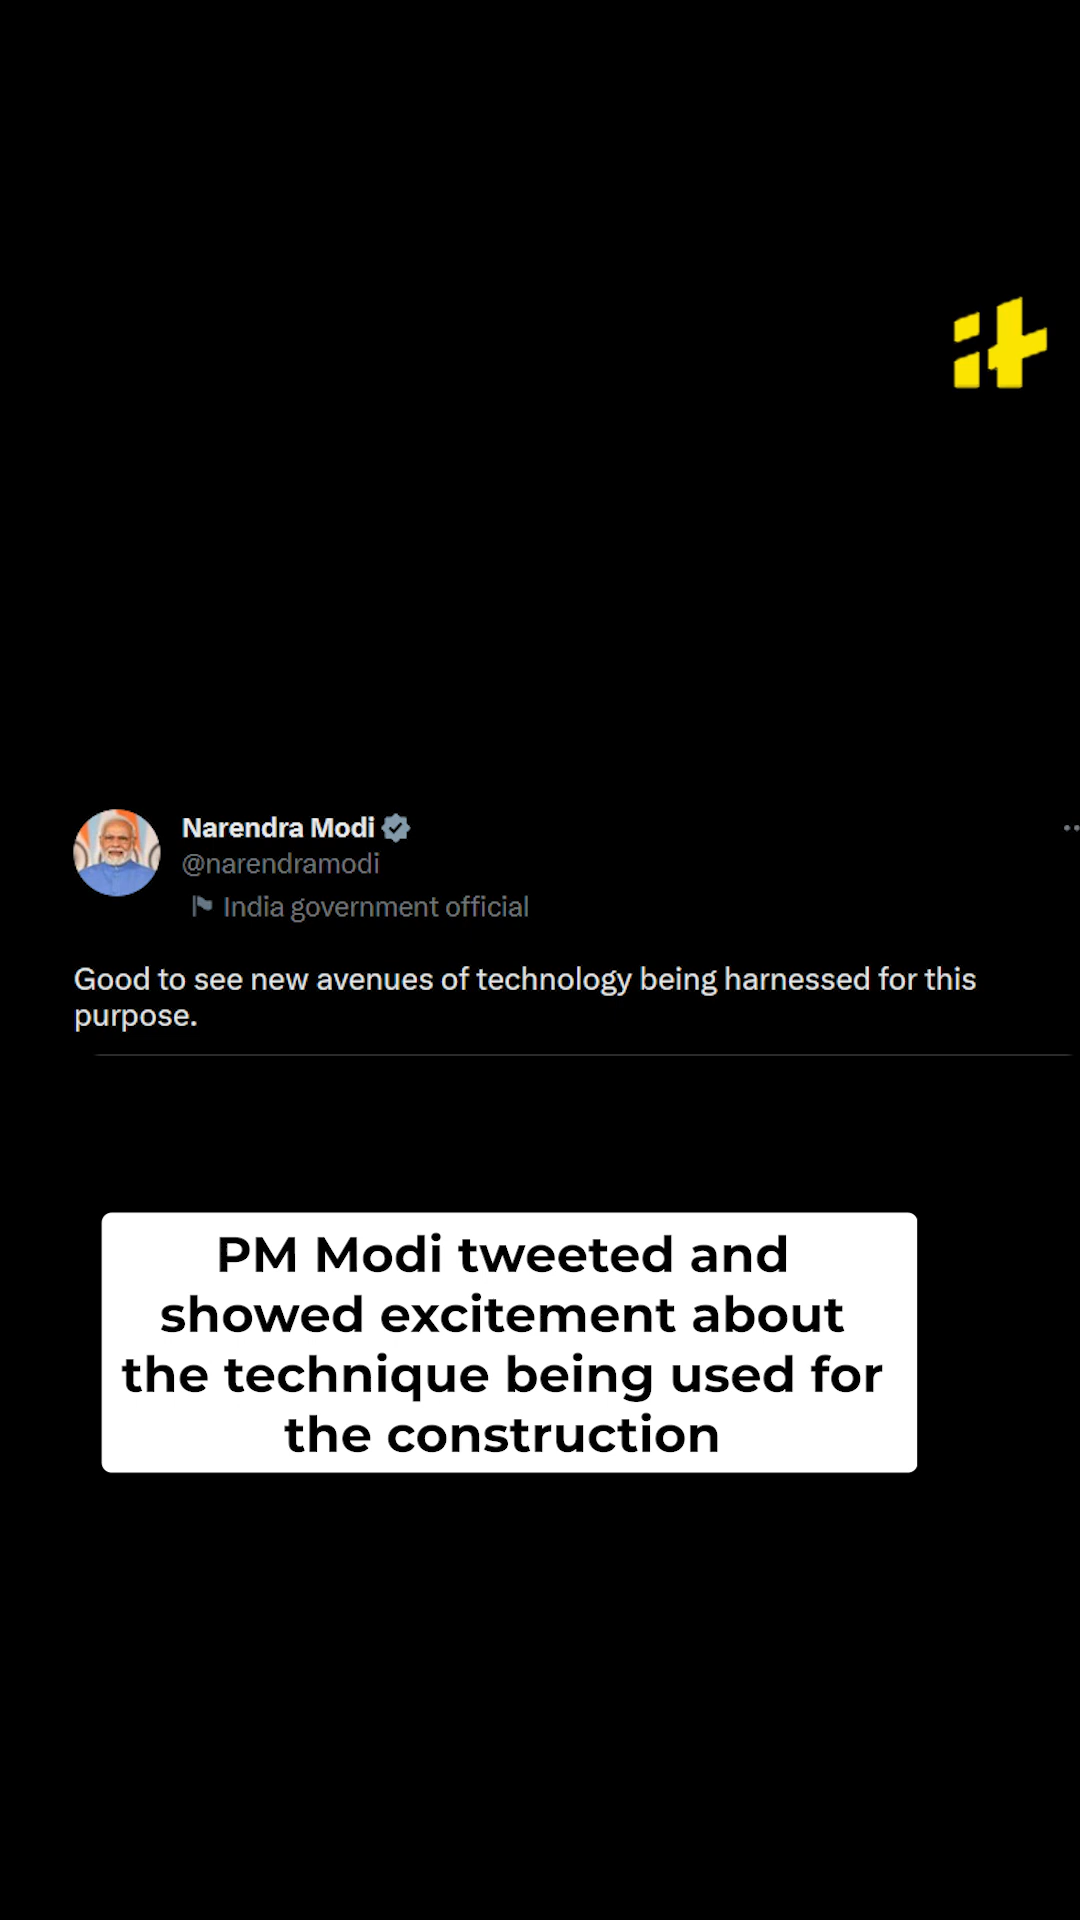 it
Narendra Modi
@narendramodi
India government official
Good to see new avenues of technology being harnessed for this
purpose.
PM Modi tweeted and
showed excitement about
the technique being used for
the construction